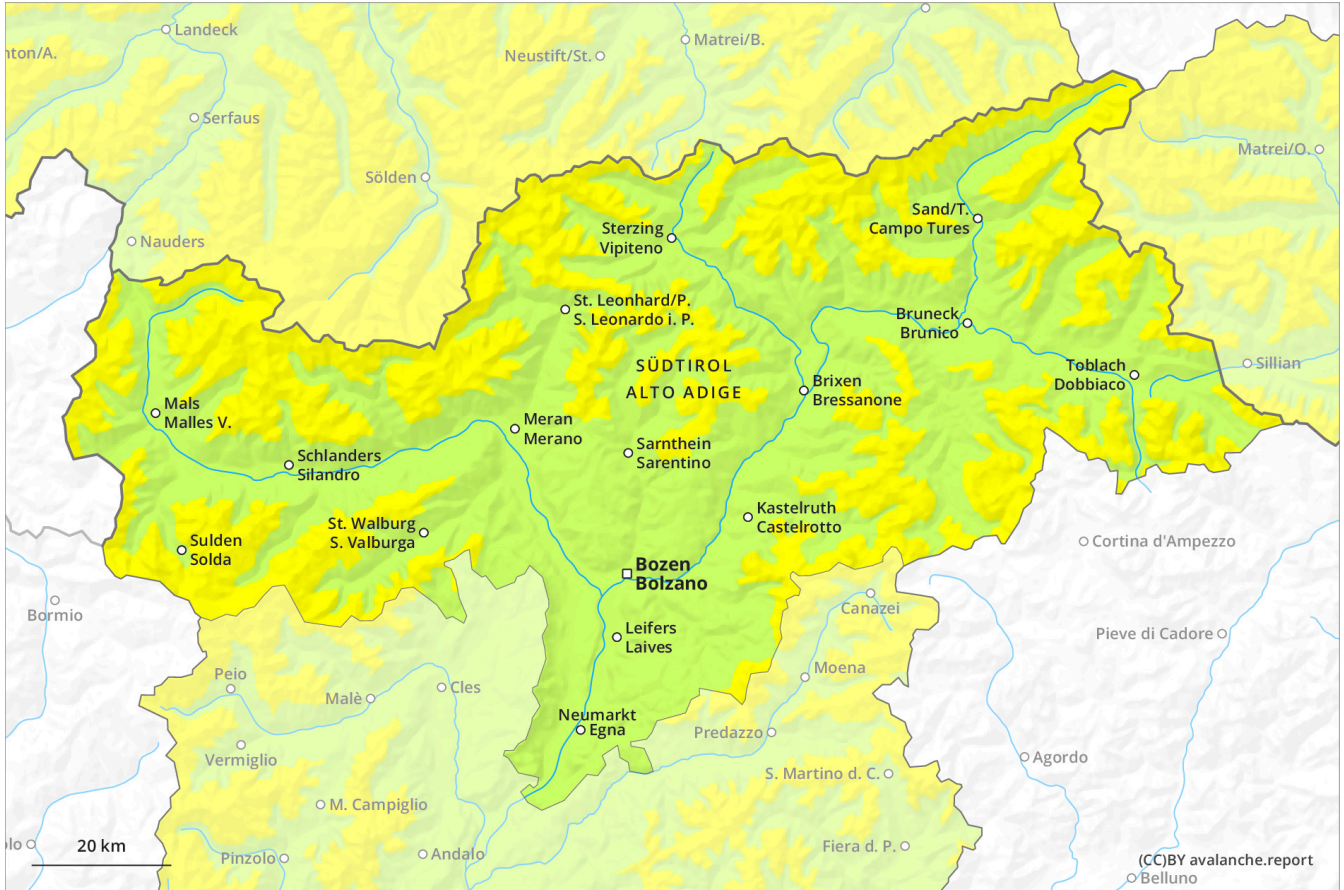 Landeck
nton/A.
Neustift/St.
Matrei/B.
Serfaus
Matrei/O.
Sölden
Nauders
Sand/T.
Campo Tures
Sterzing
Vipiteno
St. Leonhard/P.
S. Leonardo i. P.
Bruneck
Brunico
SÜDTIROL
ALTO ADIGE
Toblach
Dobbiaco
Sillian
Brixen
Bressanone
Mals
Malles V.
Meran
Merano
Sarnthein
Sarentino
Schlanders
Silandro
Kastelruth
Castelrotto
St. Walburg
S. Valburga
Sulden
Solda
Cortina d'Ampezzo
Bozen
Bolzano
Bormio
Canazei
Leifers
Laives
Pieve di Cadore
Peio
Moena
Malè
Cles
Neumarkt
Egna
Predazzo
Vermiglio
Agordo
S. Martino d. C.
M. Campiglio
lo
20 km
Pinzolo
Andalo
Fiera d. P.
(CC)BY avalanche.report
Belluno